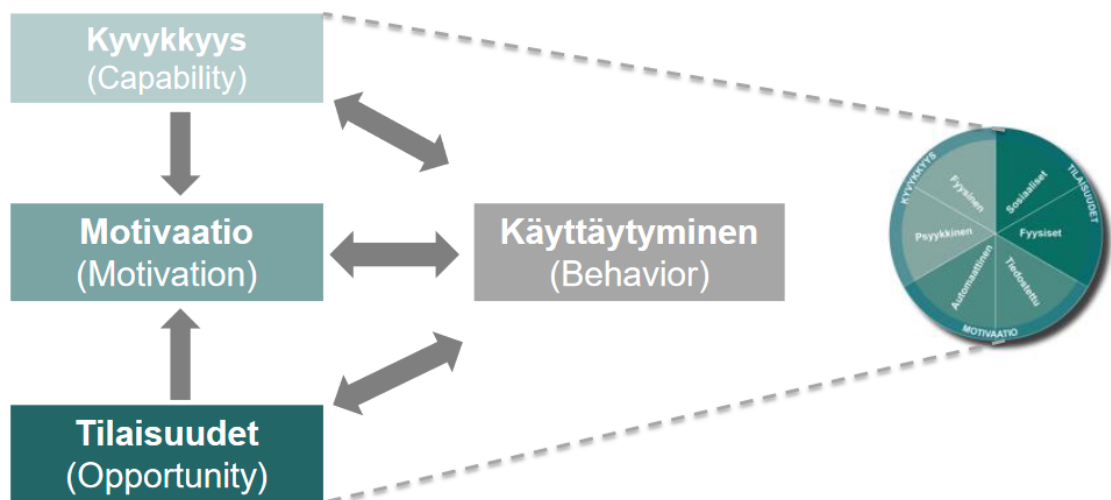 Kyvykkyys
(Capability)
Motivaatio
(Motivation)
Tilaisuudet
(Opportunity)
Käyttäytyminen
(Behavior)
KYVYKKYYS
TILAISUUDET
MOTIVAATIO
Fyysinen
Sosiaaliset
Psyykkinen
Fyysiset
Automaattinen
Tiedostettu